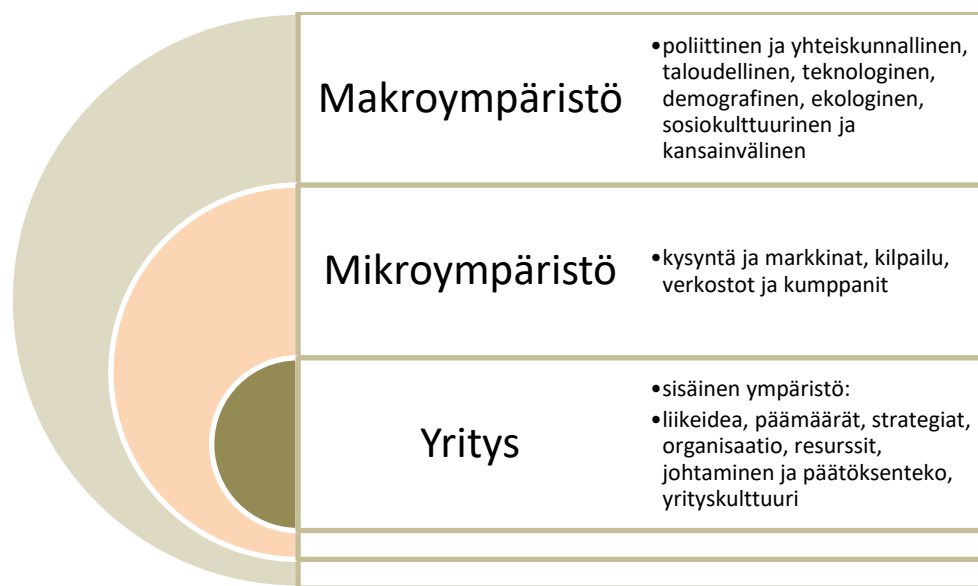 Makroympäristö
•poliittinen ja yhteiskunnallinen,
taloudellinen, teknologinen,
demografinen, ekologinen,
sosiokulttuurinen ja
kansainvälinen
Mikroympäristö
•kysyntä ja markkinat, kilpailu,
verkostot ja kumppanit
Yritys
•sisäinen ympäristö:
•liikeidea, päämäärät, strategiat,
organisaatio, resurssit,
johtaminen ja päätöksenteko,
yrityskulttuuri